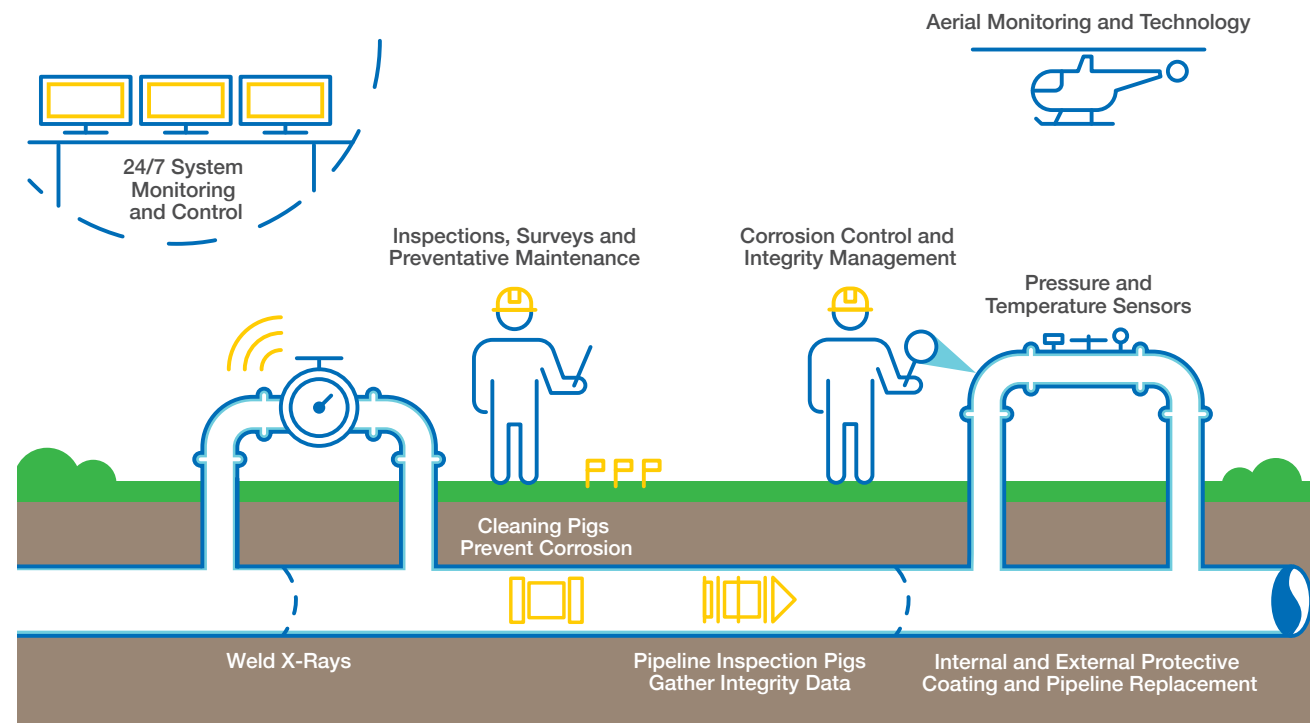 Aerial Monitoring and Technology
24/7 System
Monitoring
and Control
Inspections, Surveys and
Preventative Maintenance
Corrosion Control and
Integrity Management
Pressure and
Temperature Sensors
Cleaning Pigs
Prevent Corrosion
Weld X-Rays
Pipeline Inspection Pigs
Gather Integrity Data
Internal and External Protective
Coating and Pipeline Replacement